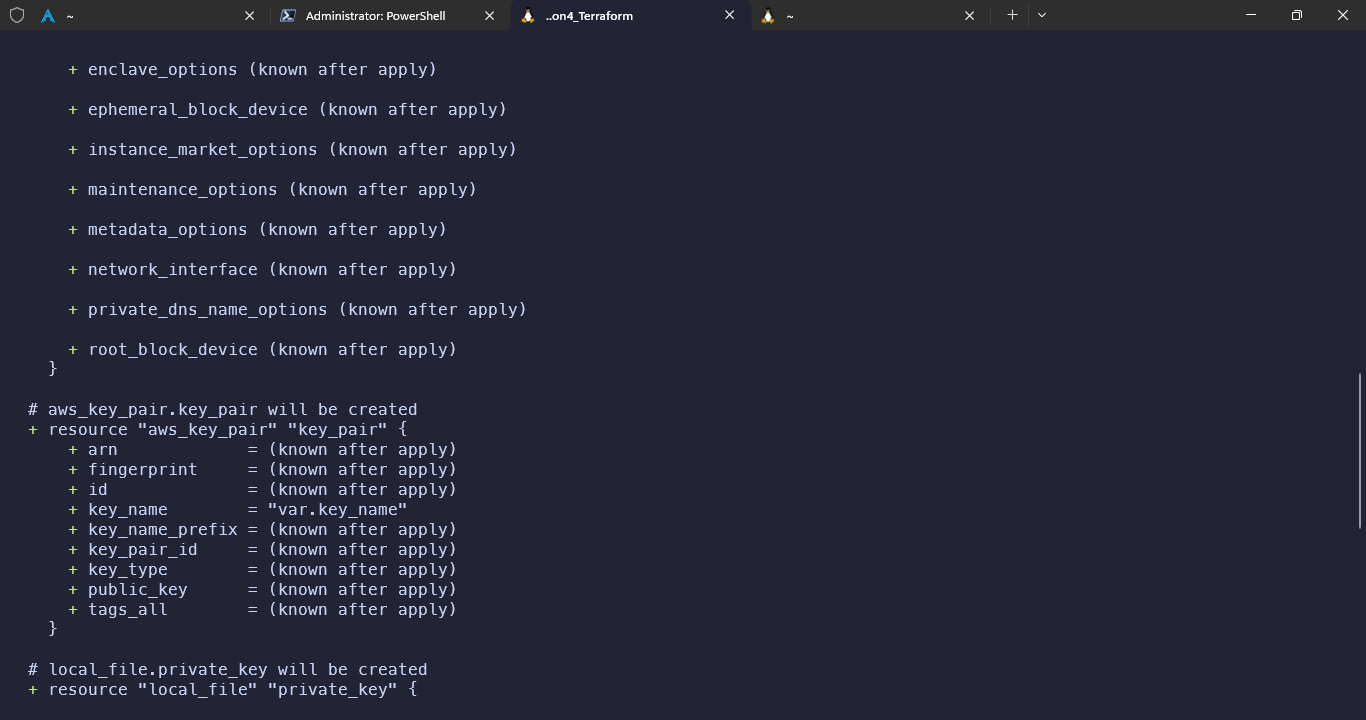 ~
Administrator: PowerShell
..on4_Terraform
~
+ enclave_options (known after apply)
+ ephemeral_block_device (known after apply)
+ instance_market_options (known after apply)
+ maintenance_options (known after apply)
+ metadata_options (known after apply)
+ network_interface (known after apply)
+ private_dns_name_options (known after apply)
+ root_block_device (known after apply)
}
# aws_key_pair.key_pair will be created
+ resource "aws_key_pair" "key_pair" {
+ arn             = (known after apply)
+ fingerprint     = (known after apply)
+ id              = (known after apply)
+ key_name        = "var.key_name"
+ key_name_prefix = (known after apply)
+ key_pair_id     = (known after apply)
+ key_type        = (known after apply)
+ public_key      = (known after apply)
+ tags_all        = (known after apply)
}
# local_file.private_key will be created
+ resource "local_file" "private_key" {